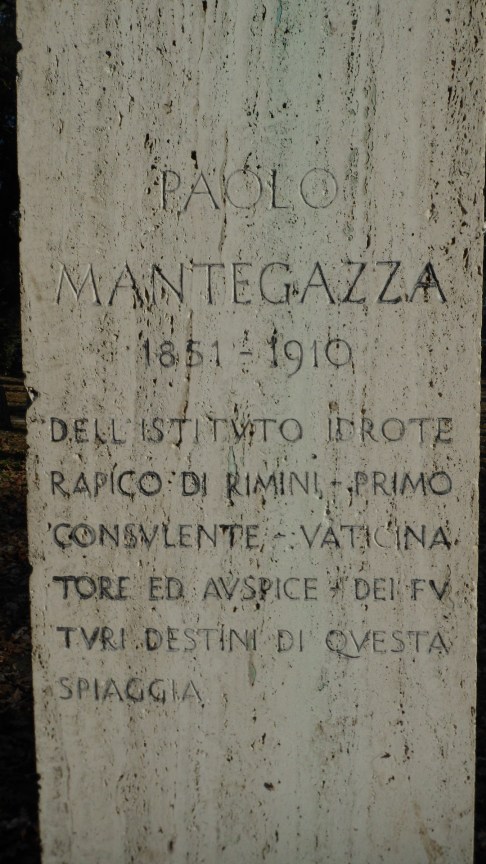 PAOLO
MANTEGAZZA
1851 - 1910
DELL'ISTITVTO IDROTE
RAPICO DI RIMINI - PRIMO
CONSVLENTE - VATICINA
TORE ED AVSPICE - DEI FV
TVRI DESTINI DI QVESTA
SPIAGGIA